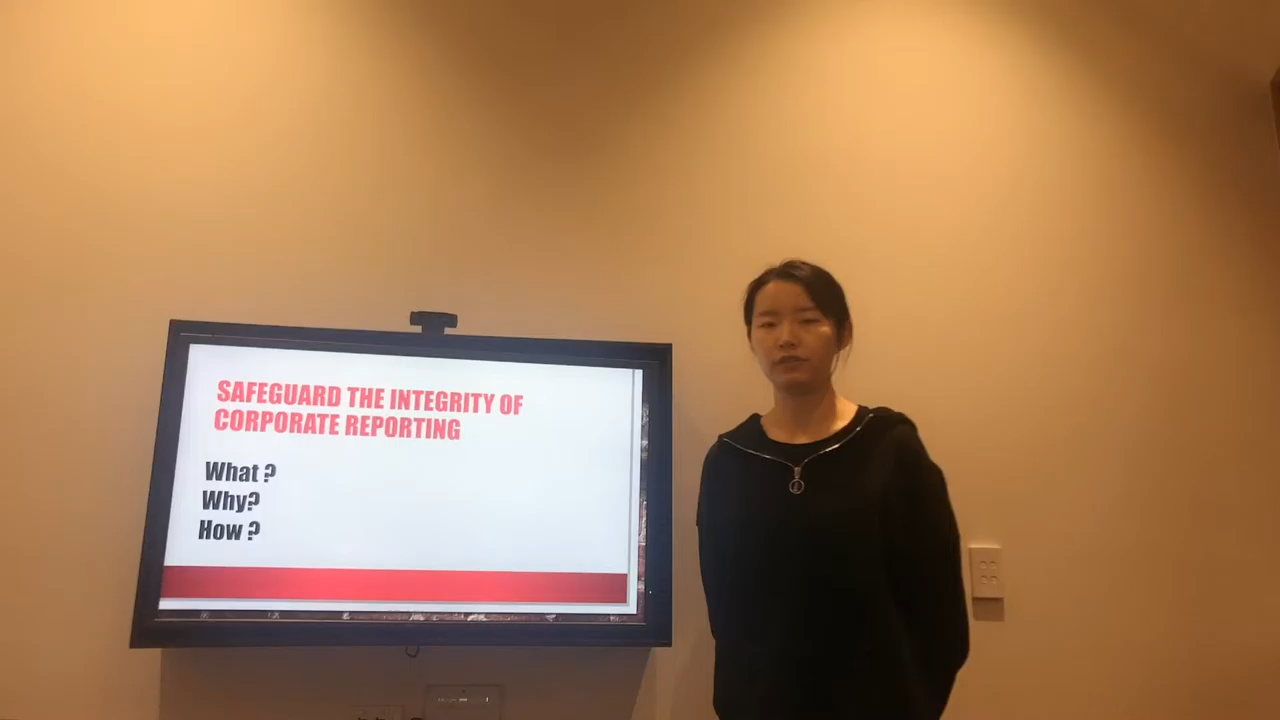 SAFEGUARD THE INTEGRITY OF
CORPORATE REPORTING
What ?
Why?
How ?